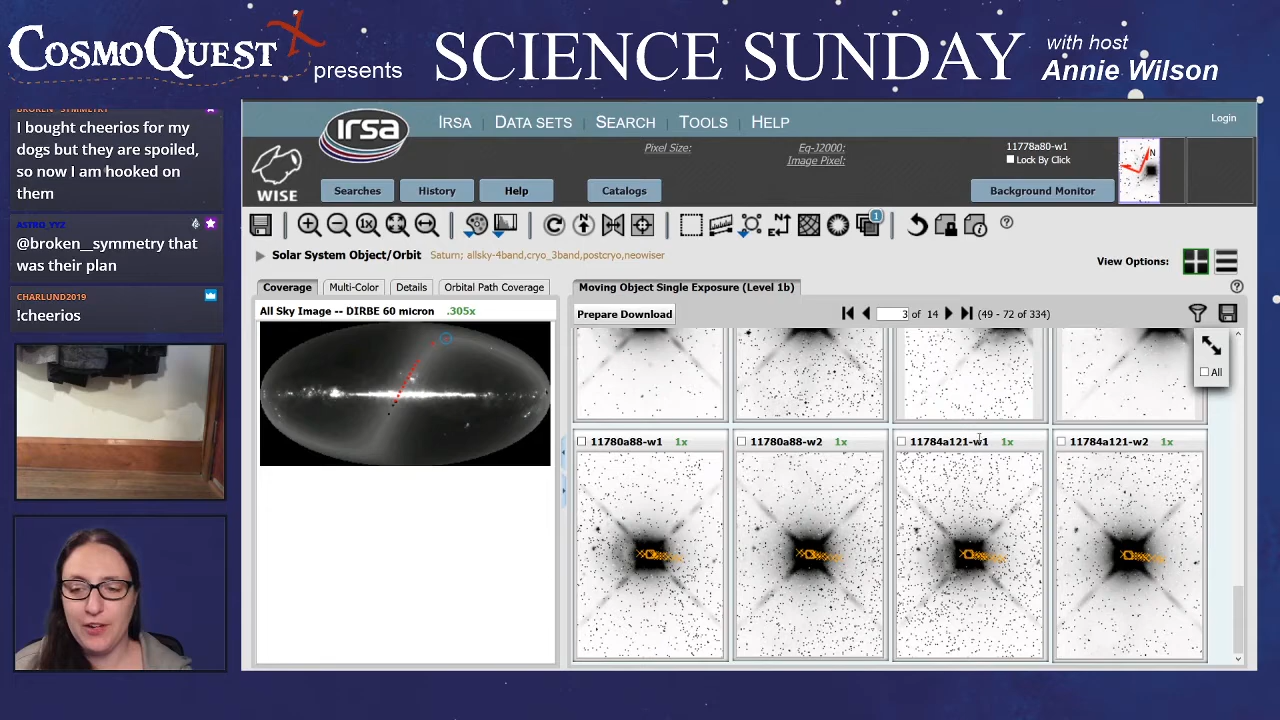 COSMOQUEST X
presents
SCIENCE SUNDAY
with host
Annie Wilson
BROKEN__SYMMETRY
I bought cheerios for my
dogs but they are spoiled,
so now I am hooked on
them
ASTRO_YYZ
@broken__symmetry that
was their plan
CHARLUND2019
!cheerios
irsa
IRSA
DATA SETS
SEARCH
TOOLS
HELP
Login
WISE
Pixel Size:
Eq-J2000:
Image Pixel:
11778a80-w1
Lock By Click
N
Searches
History
Help
Catalogs
Background Monitor
1x
1
Solar System Object/Orbit
Saturn; allsky-4band,cryo_3band,postcryo,neowiser
View Options:
Coverage
Multi-Color
Details
Orbital Path Coverage
Moving Object Single Exposure (Level 1b)
All Sky Image -- DIRBE 60 micron .305x
Prepare Download
3 of 14
(49 - 72 of 334)
All
11780a88-w1 1x
11780a88-w2 1x
11784a121-w1 1x
11784a121-w2 1x